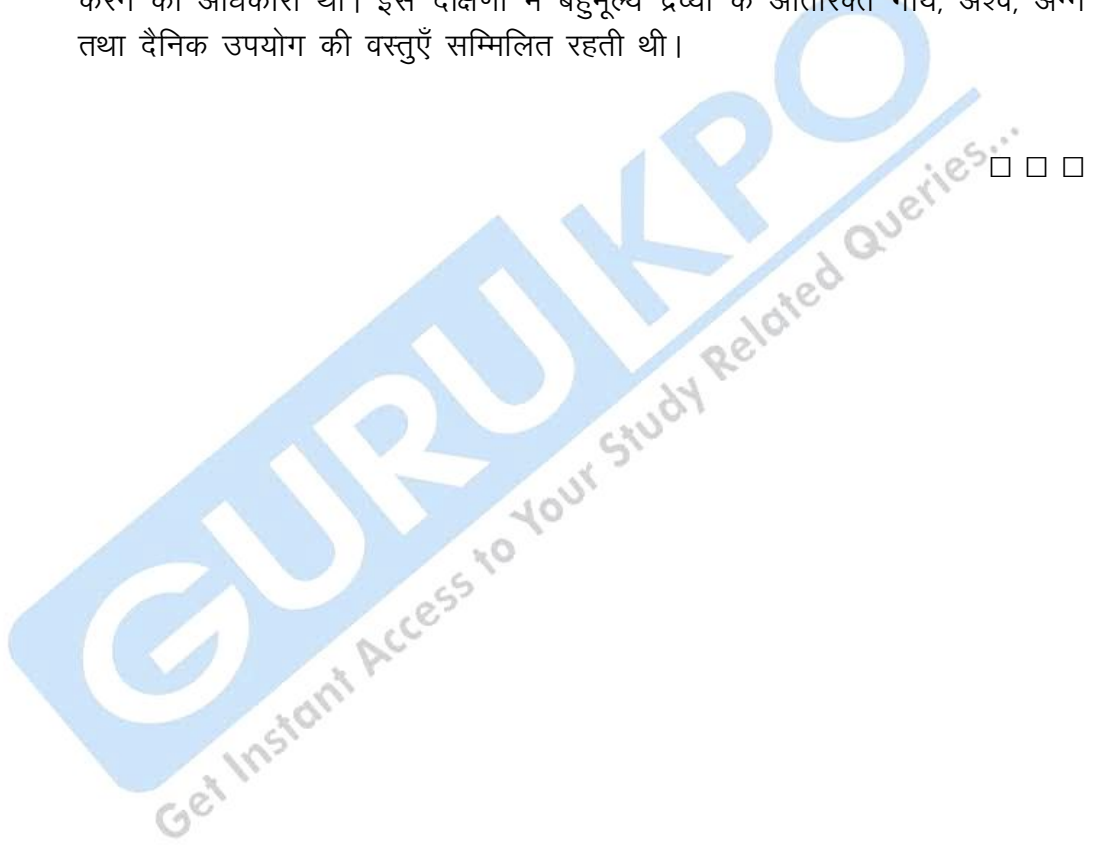 करने का अधिकारी था। इस दक्षिणा में बहुमूल्य द्रव्यों के अतिरिक्त गाय, अश्व, अन्न
तथा दैनिक उपयोग की वस्तुएँ सम्मिलित रहती थी।
□ □ □
GURUKPO
Get Instant Access to Your Study Related Queries...